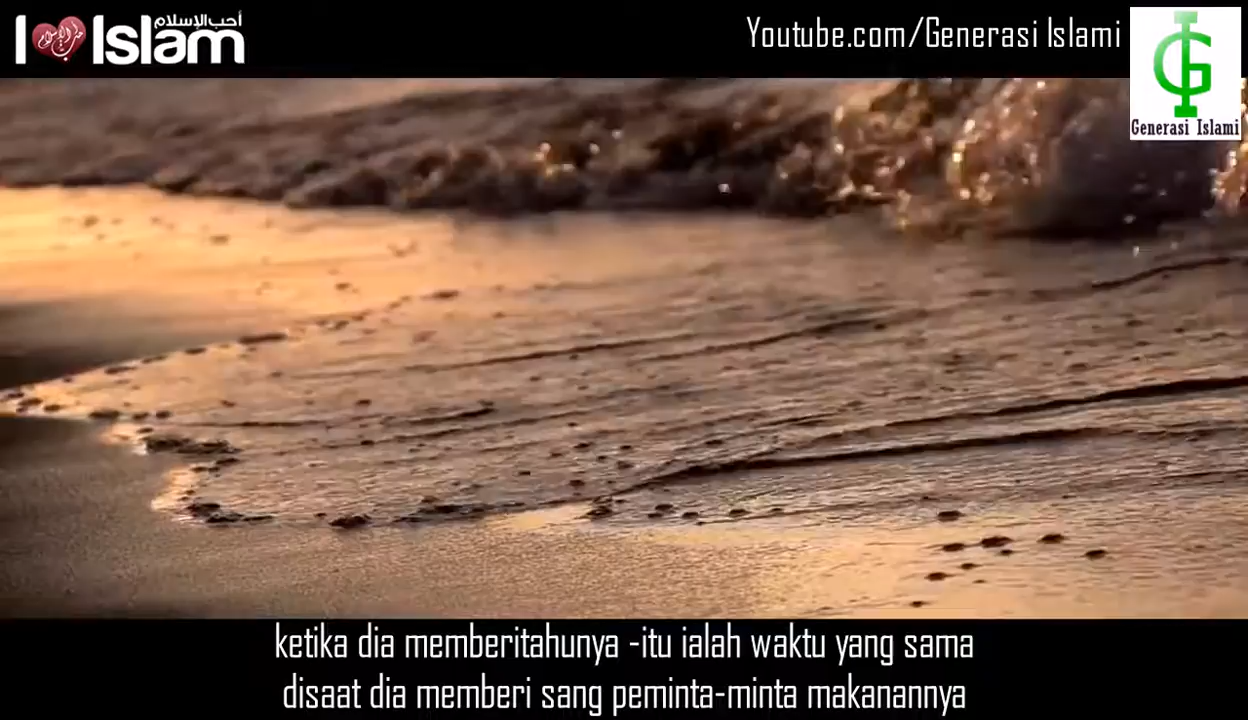 I Islam
أحب الإسلام
Youtube.com/Generasi Islami
Generasi Islami
ketika dia memberitahunya -itu ialah waktu yang sama
disaat dia memberi sang peminta-minta makanannya